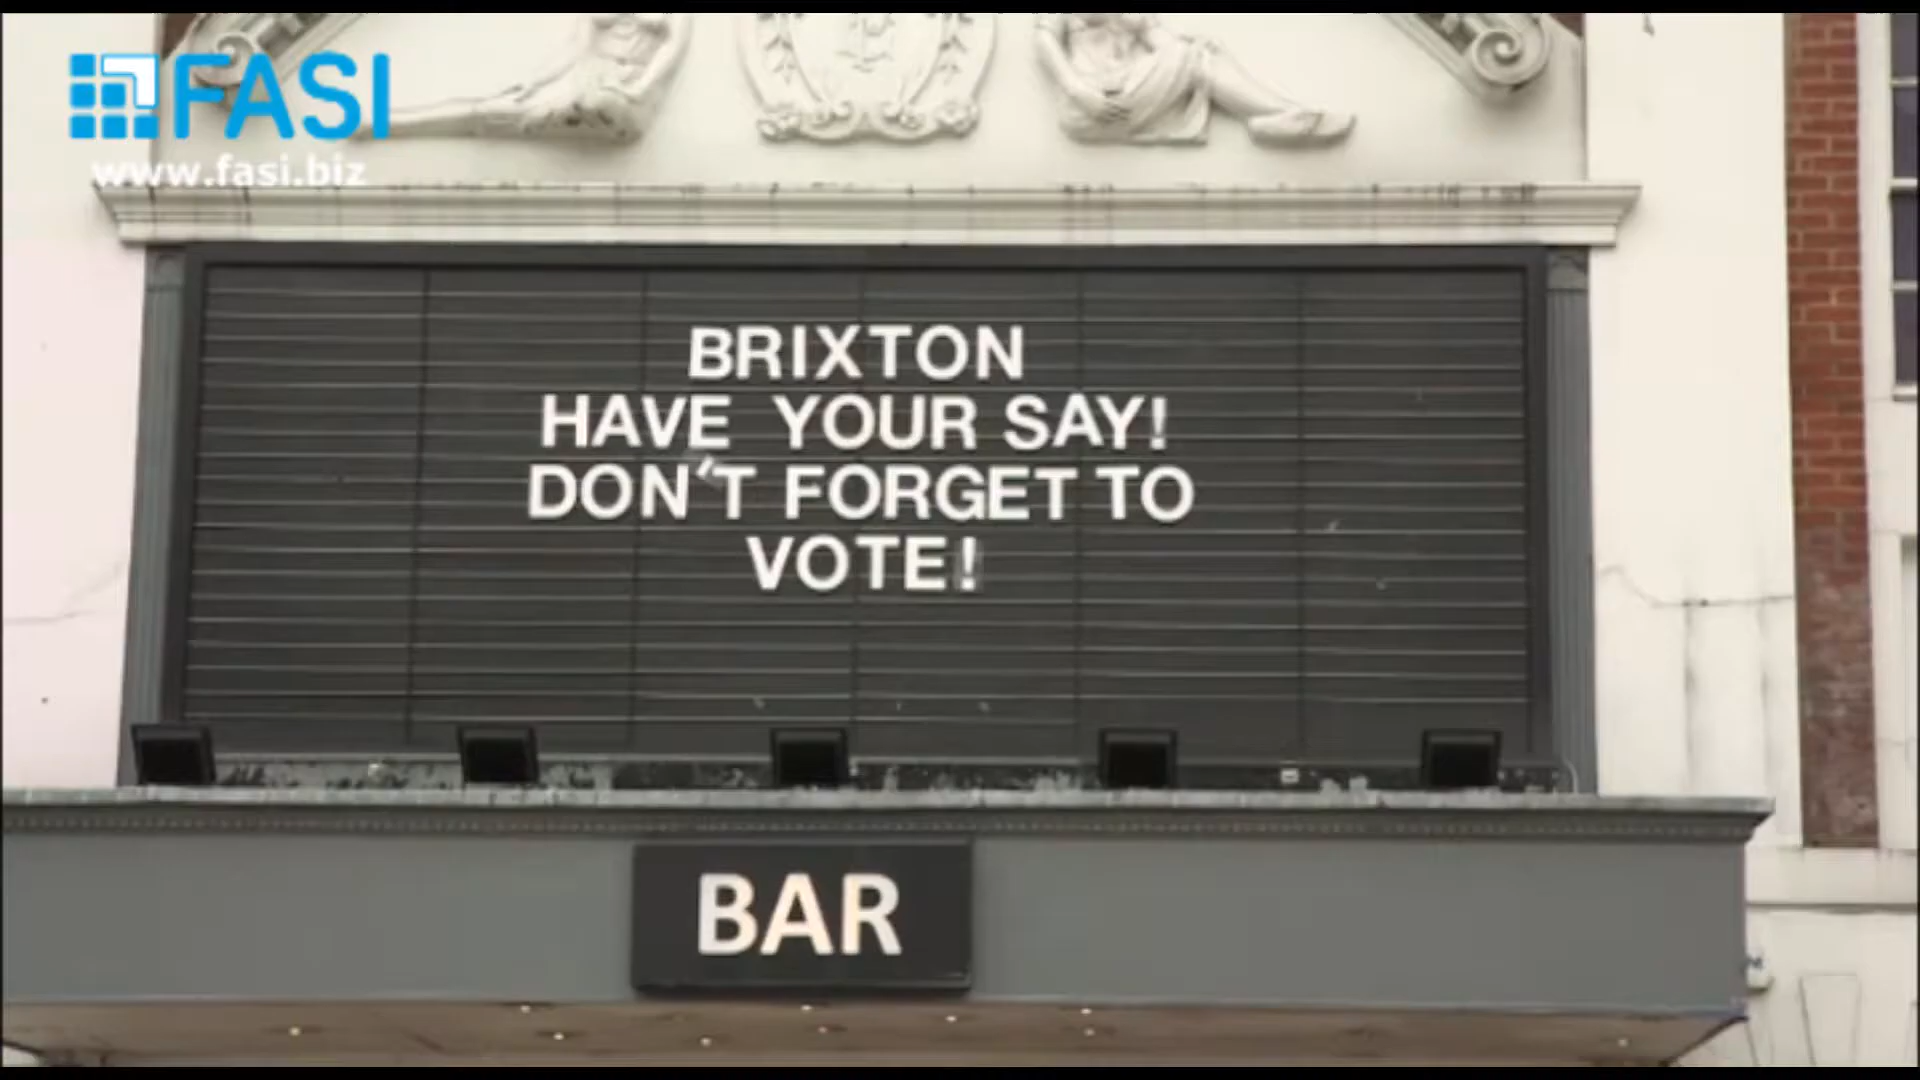 FASI
www.fasi.biz
BRIXTON
HAVE YOUR SAY!
DON'T FORGET TO
VOTE!
BAR